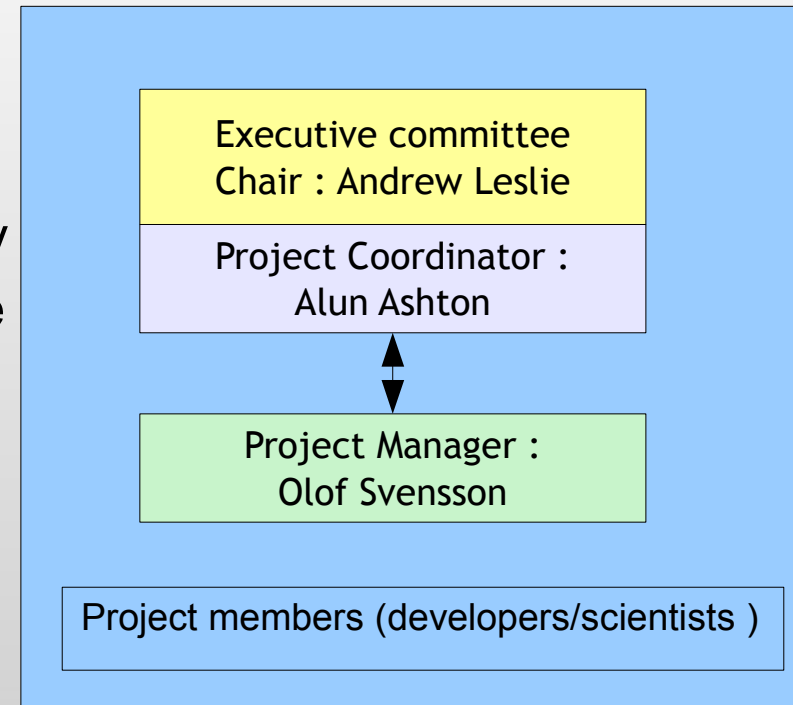 Executive committee
Chair : Andrew Leslie
Project Coordinator :
Alun Ashton
Project Manager :
Olof Svensson
Project members (developers/scientists )